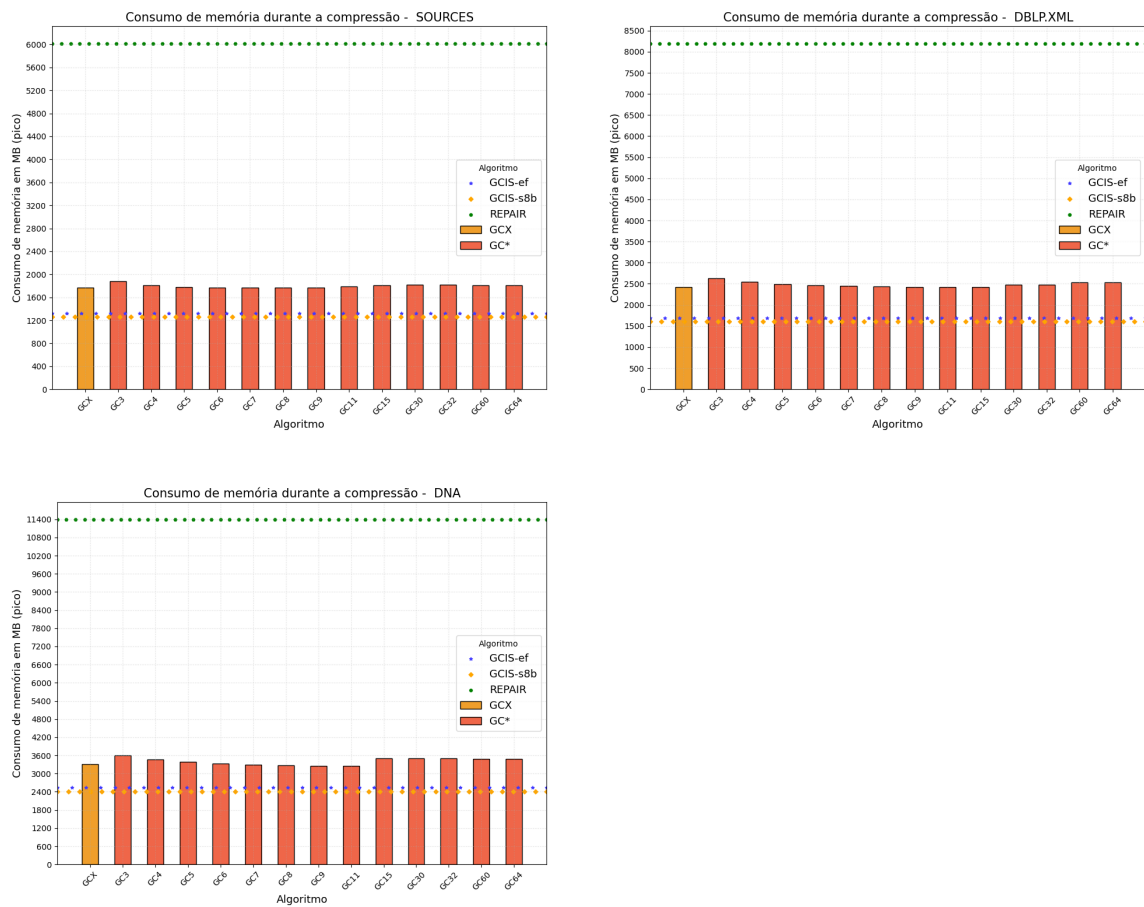 Consumo de memória durante a compressão - SOURCES
Consumo de memória em MB (pico)
6000
5600
5200
4800
4400
4000
3600
3200
2800
2400
2000
1600
1200
800
400
0
Algoritmo
GCIS-ef
GCIS-s8b
REPAIR
GCX
GC*
GCX GC3 GC4 GC5 GC6 GC7 GC8 GC9 GC11 GC15 GC30 GC32 GC60 GC64
Algoritmo
Consumo de memória durante a compressão - DBLP.XML
Consumo de memória em MB (pico)
8500
8000
7500
7000
6500
6000
5500
5000
4500
4000
3500
3000
2500
2000
1500
1000
500
0
Algoritmo
GCIS-ef
GCIS-s8b
REPAIR
GCX
GC*
GCX GC3 GC4 GC5 GC6 GC7 GC8 GC9 GC11 GC15 GC30 GC32 GC60 GC64
Algoritmo
Consumo de memória durante a compressão - DNA
Consumo de memória em MB (pico)
11400
10800
10200
9600
9000
8400
7800
7200
6600
6000
5400
4800
4200
3600
3000
2400
1800
1200
600
0
Algoritmo
GCIS-ef
GCIS-s8b
REPAIR
GCX
GC*
GCX GC3 GC4 GC5 GC6 GC7 GC8 GC9 GC11 GC15 GC30 GC32 GC60 GC64
Algoritmo